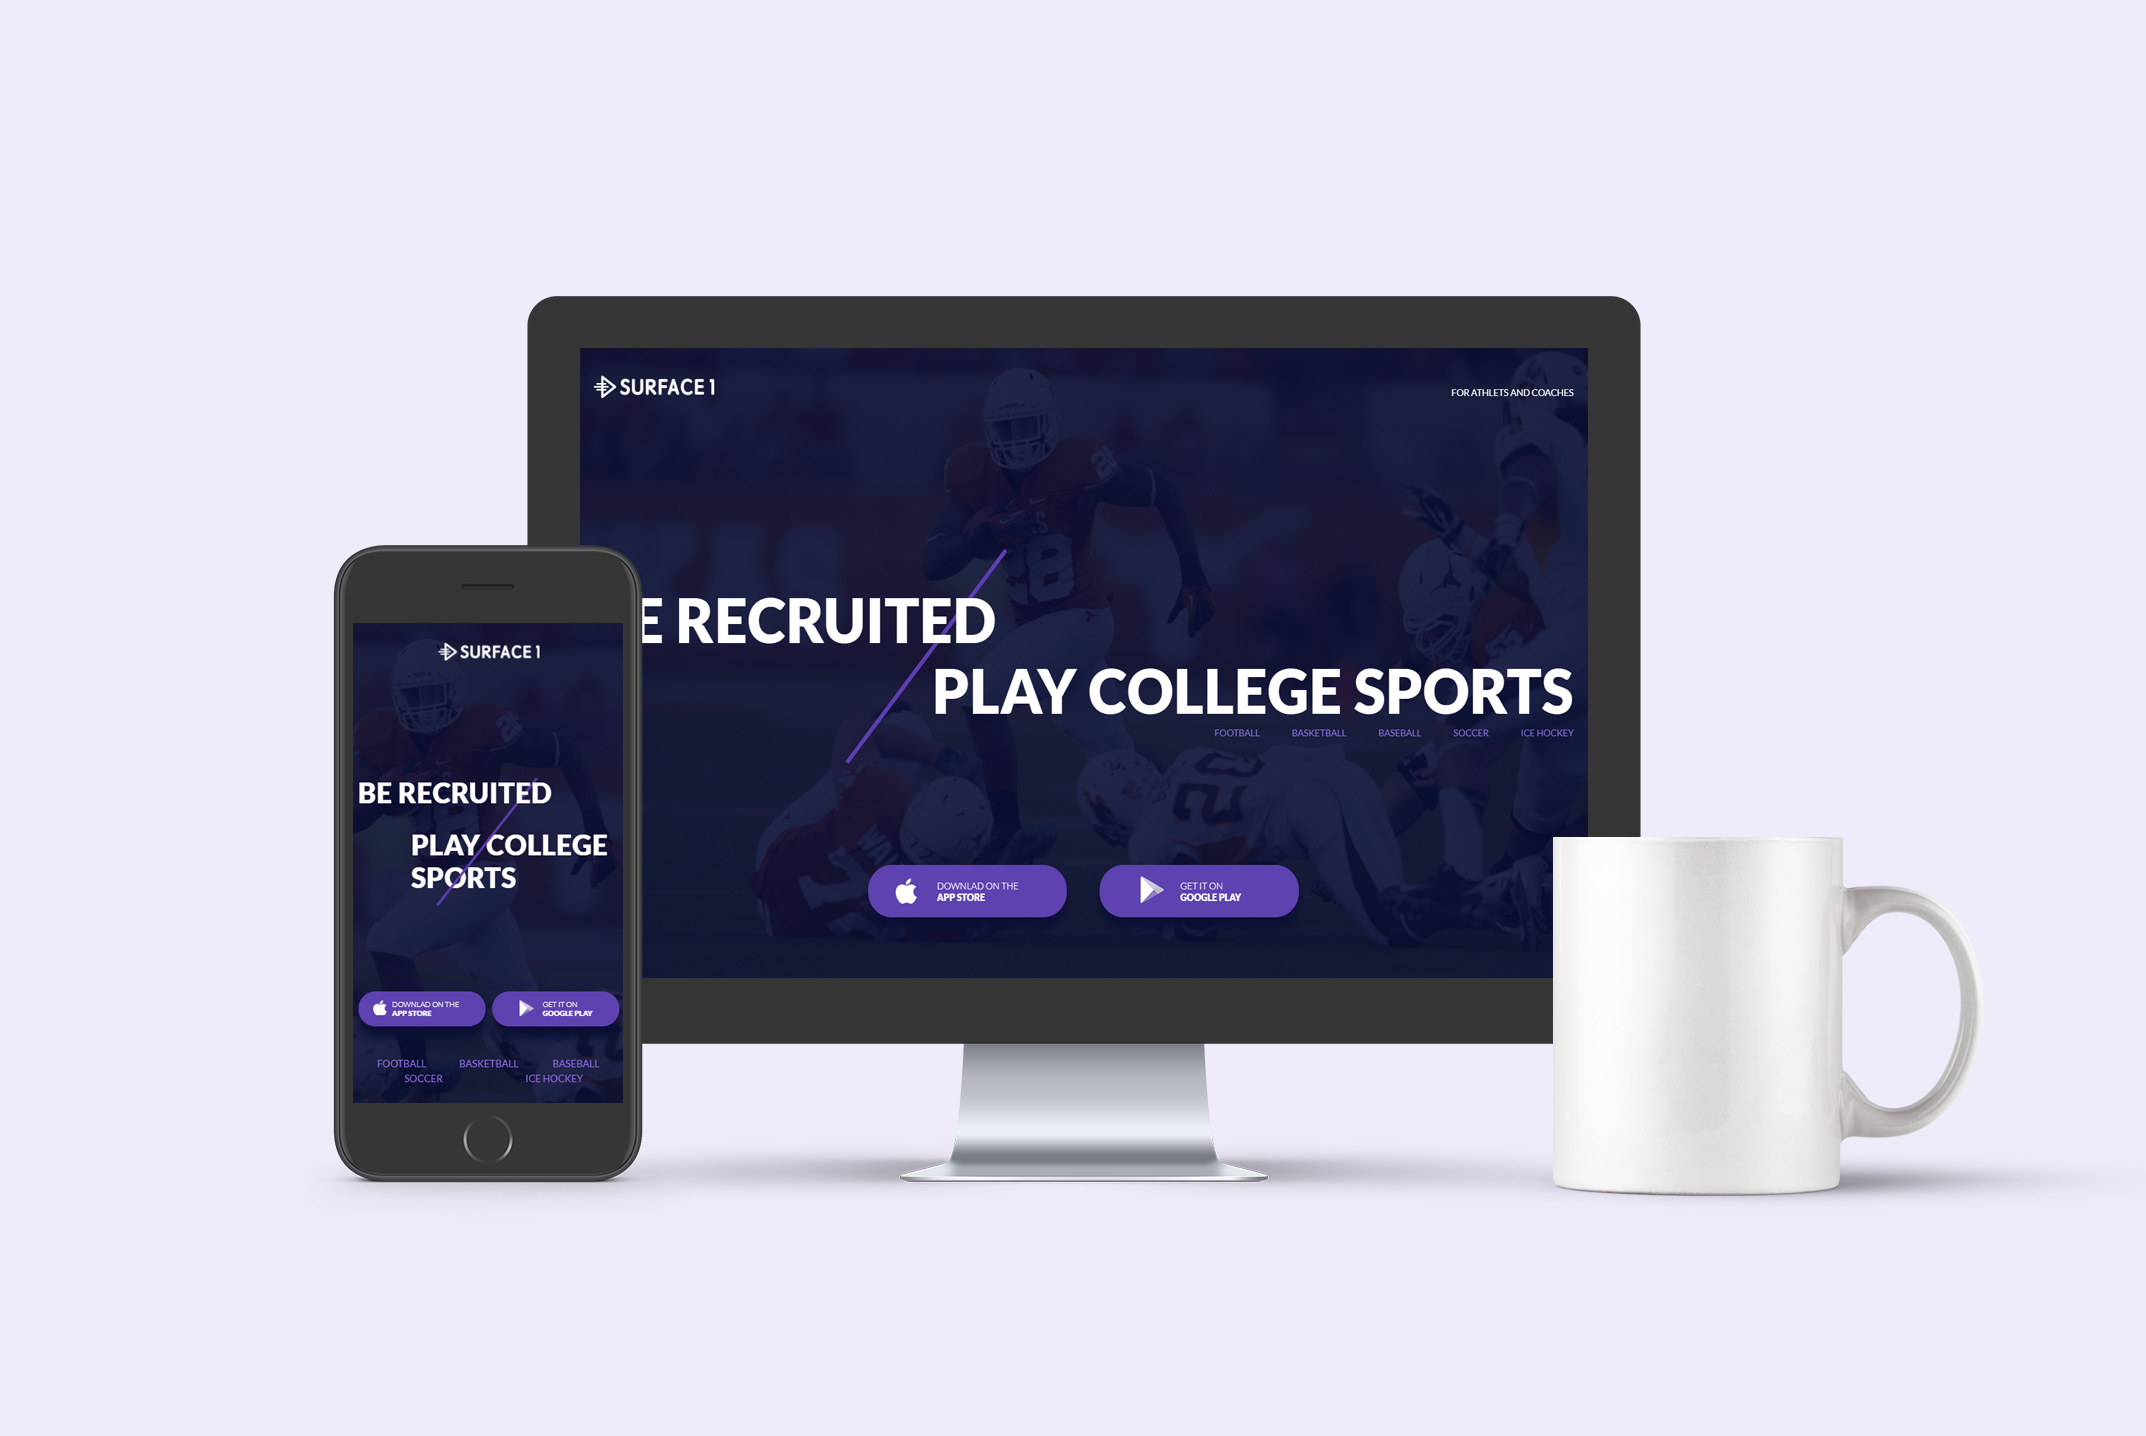 SURFACE 1
FOR ATHLETS AND COACHES
E RECRUITED
PLAY COLLEGE SPORTS
FOOTBALL BASKETBALL BASEBALL SOCCER ICE HOCKEY
DOWNLAD ON THE
APP STORE
GET IT ON
GOOGLE PLAY
28
SURFACE 1
BE RECRUITED
PLAY COLLEGE
SPORTS
DOWNLAD ON THE
APP STORE
GET IT ON
GOOGLE PLAY
FOOTBALL BASKETBALL BASEBALL
SOCCER ICE HOCKEY